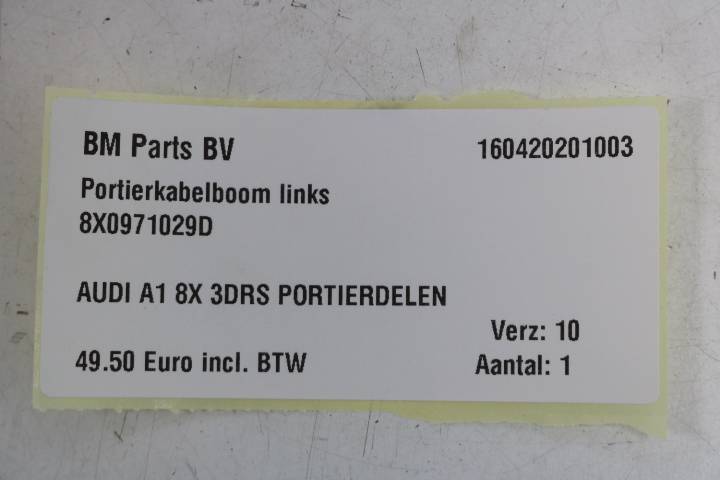 BM Parts BV 160420201003
Portierkabelboom links
8X0971029D
AUDI A1 8X 3DRS PORTIERDELEN
Verz: 10
49.50 Euro incl. BTW Aantal: 1